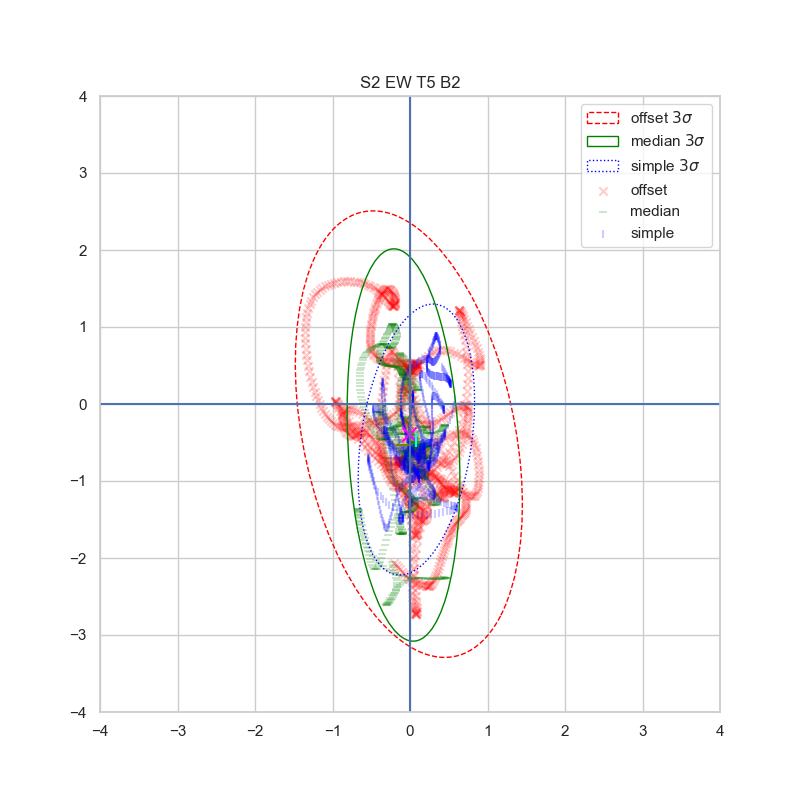 S2 EW T5 B2
offset 3σ
median 3σ
simple 3σ
offset
median
simple
4
3
2
1
0
−1
−2
−3
−4
−4 −3 −2 −1 0 1 2 3 4